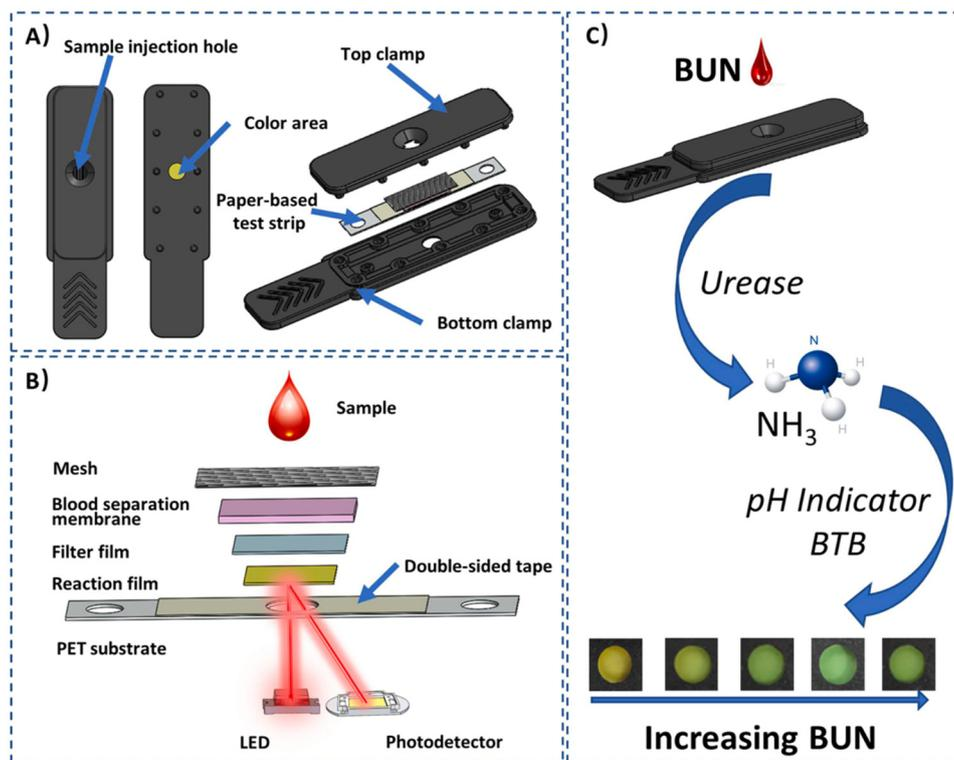 A)
Sample injection hole
Color area
Top clamp
Paper-based
test strip
Bottom clamp
B)
Sample
Mesh
Blood separation
membrane
Filter film
Reaction film
Double-sided tape
PET substrate
LED
Photodetector
C)
BUN
Urease
N
H
H
H
NH₃
pH Indicator
BTB
Increasing BUN